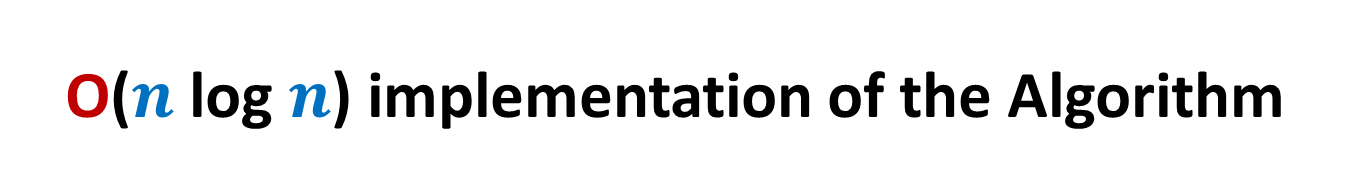 O(n log n) implementation of the Algorithm